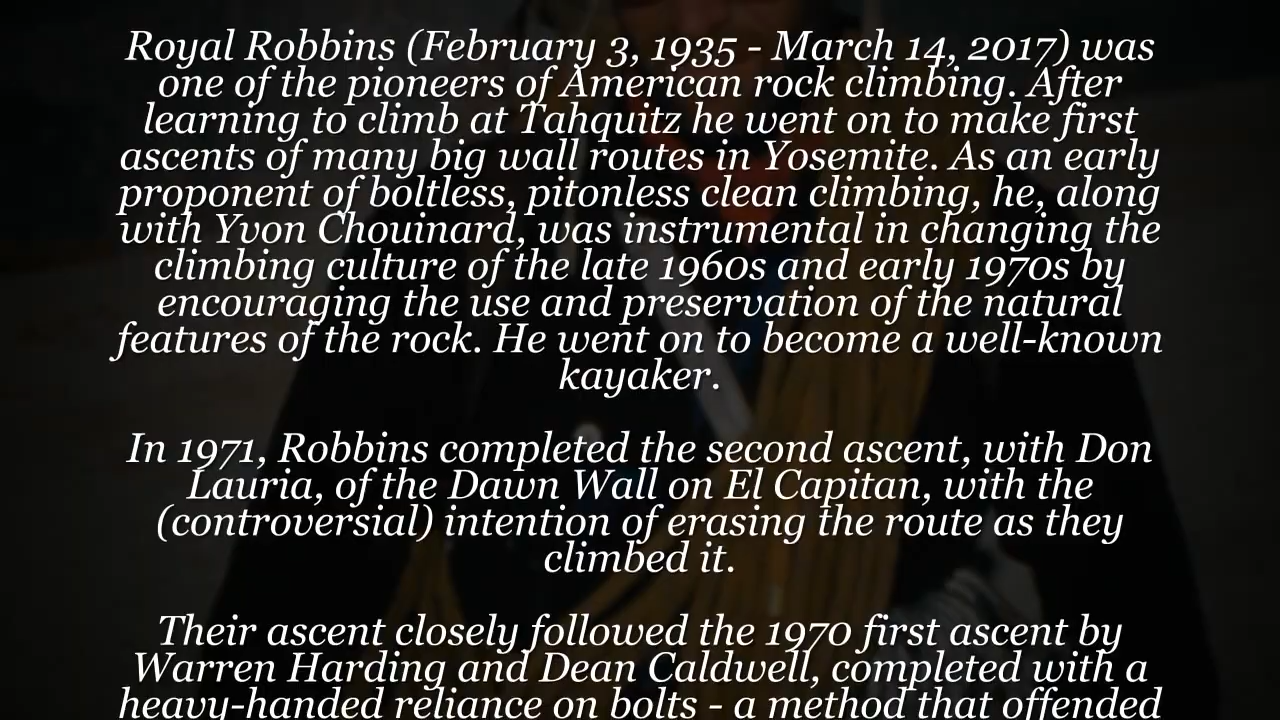 Royal Robbins (February 3, 1935 - March 14, 2017) was
one of the pioneers of American rock climbing. After
learning to climb at Tahquitz he went on to make first
ascents of many big wall routes in Yosemite. As an early
proponent of boltless, pitonless clean climbing, he, along
with Yvon Chouinard, was instrumental in changing the
climbing culture of the late 1960s and early 1970s by
encouraging the use and preservation of the natural
features of the rock. He went on to become a well-known
kayaker.
In 1971, Robbins completed the second ascent, with Don
Lauria, of the Dawn Wall on El Capitan, with the
(controversial) intention of erasing the route as they
climbed it.
Their ascent closely followed the 1970 first ascent by
Warren Harding and Dean Caldwell, completed with a
heavy-handed reliance on bolts - a method that offended